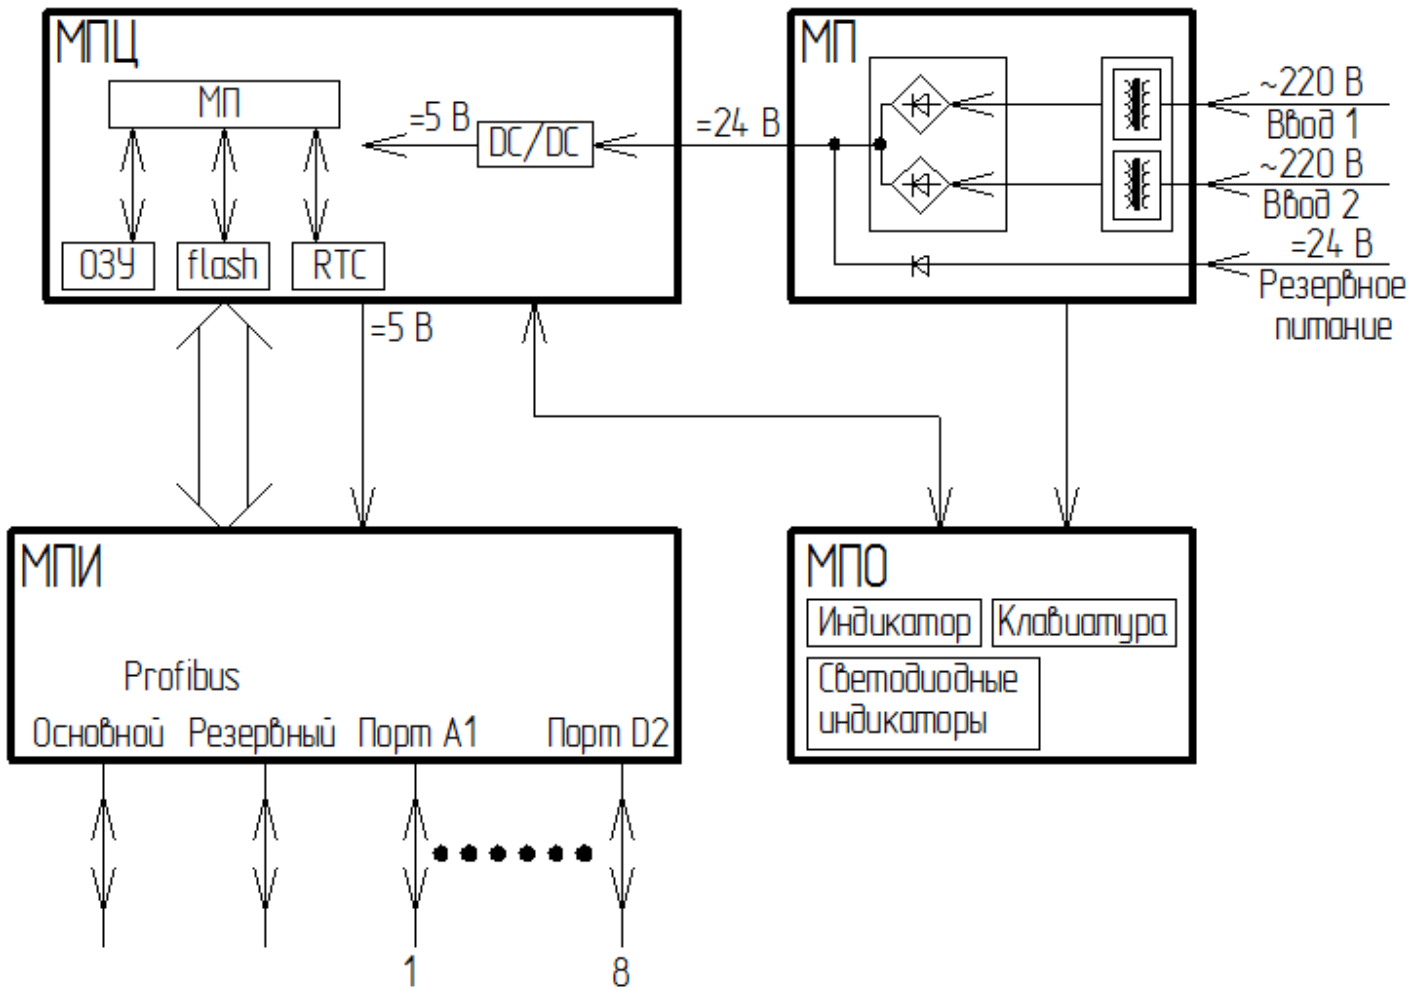 МПЦ
МП
ОЗУ
flash
RTC
=5 В
DC/DC
=24 В
МП
~220 В
Ввод 1
~220 В
Ввод 2
=24 В
Резервное
питание
=5 В
МПИ
Profibus
Основной
Резервный
Порт А1
Порт D2
1
8
МПО
Индикатор
Клавиатура
Светодиодные
индикаторы